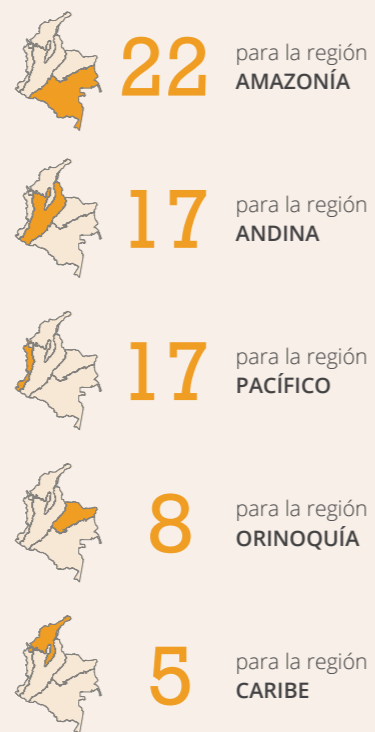 22
para la región
AMAZONÍA
17
para la región
ANDINA
17
para la región
PACÍFICO
8
para la región
ORINOQUÍA
5
para la región
CARIBE